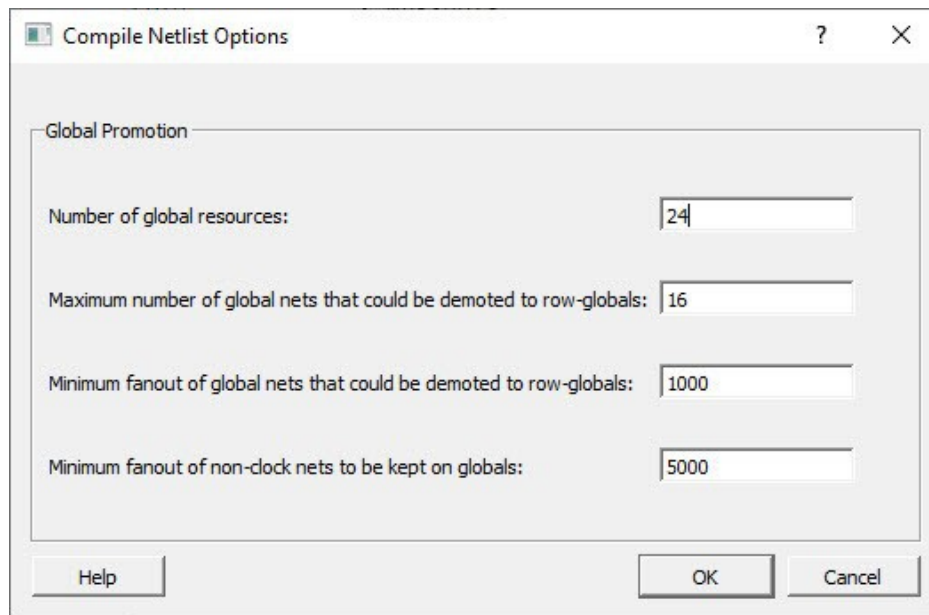 Compile Netlist Options
?
Global Promotion
Number of global resources: 24
Maximum number of global nets that could be demoted to row-globals: 16
Minimum fanout of global nets that could be demoted to row-globals: 1000
Minimum fanout of non-clock nets to be kept on globals: 5000
Help OK Cancel